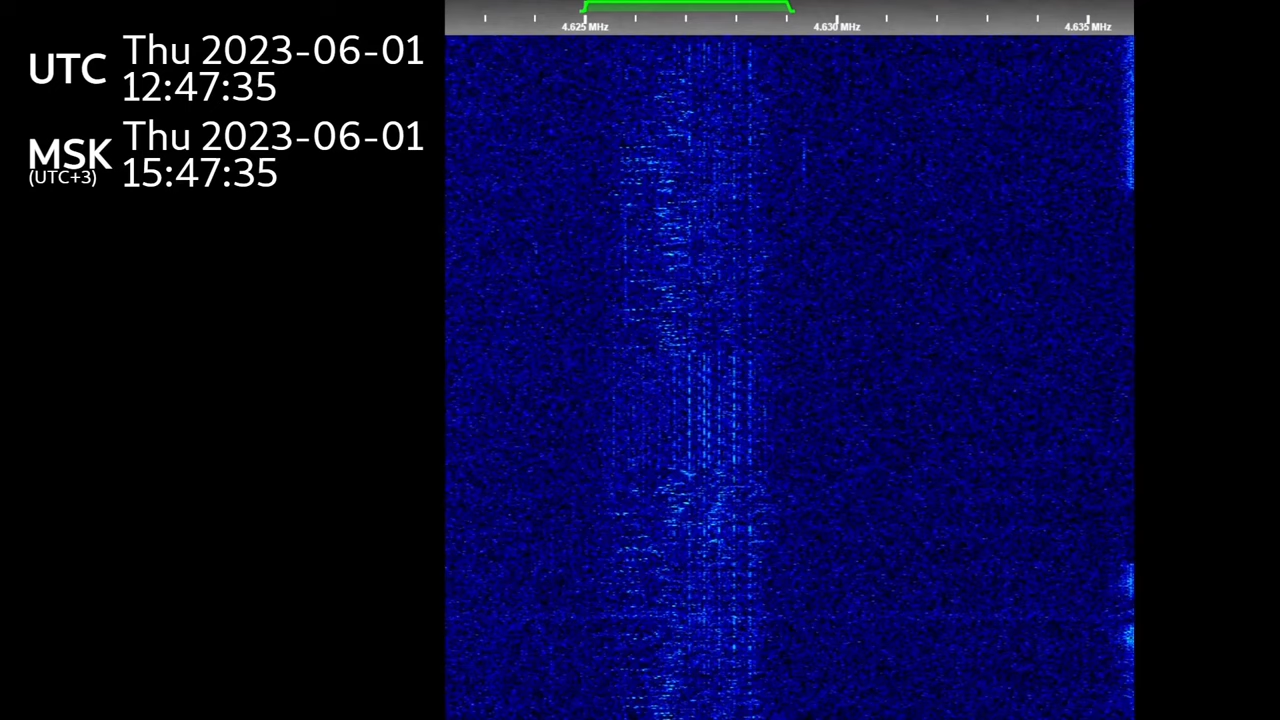 4.625 MHz 4.630 MHz 4.635 MHz
UTC Thu 2023-06-01
12:47:35
MSK Thu 2023-06-01
(UTC+3) 15:47:35